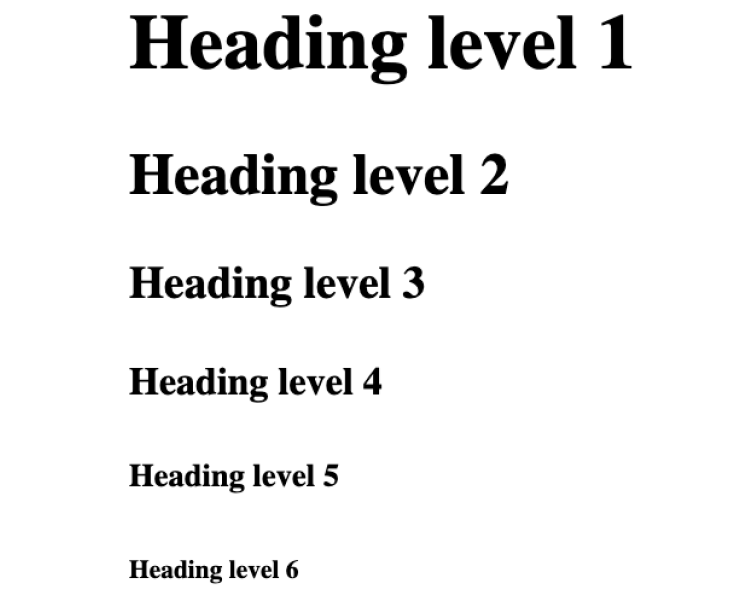 Heading level 1
Heading level 2
Heading level 3
Heading level 4
Heading level 5
Heading level 6